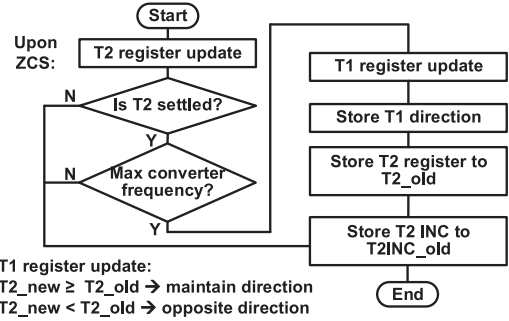 Start
Upon
ZCS:
T2 register update
N
Is T2 settled?
Y
N
Max converter
frequency?
Y
T1 register update
Store T1 direction
Store T2 register to
T2_old
Store T2 INC to
T2INC_old
End
T1 register update:
T2_new ≥ T2_old → maintain direction
T2_new < T2_old → opposite direction